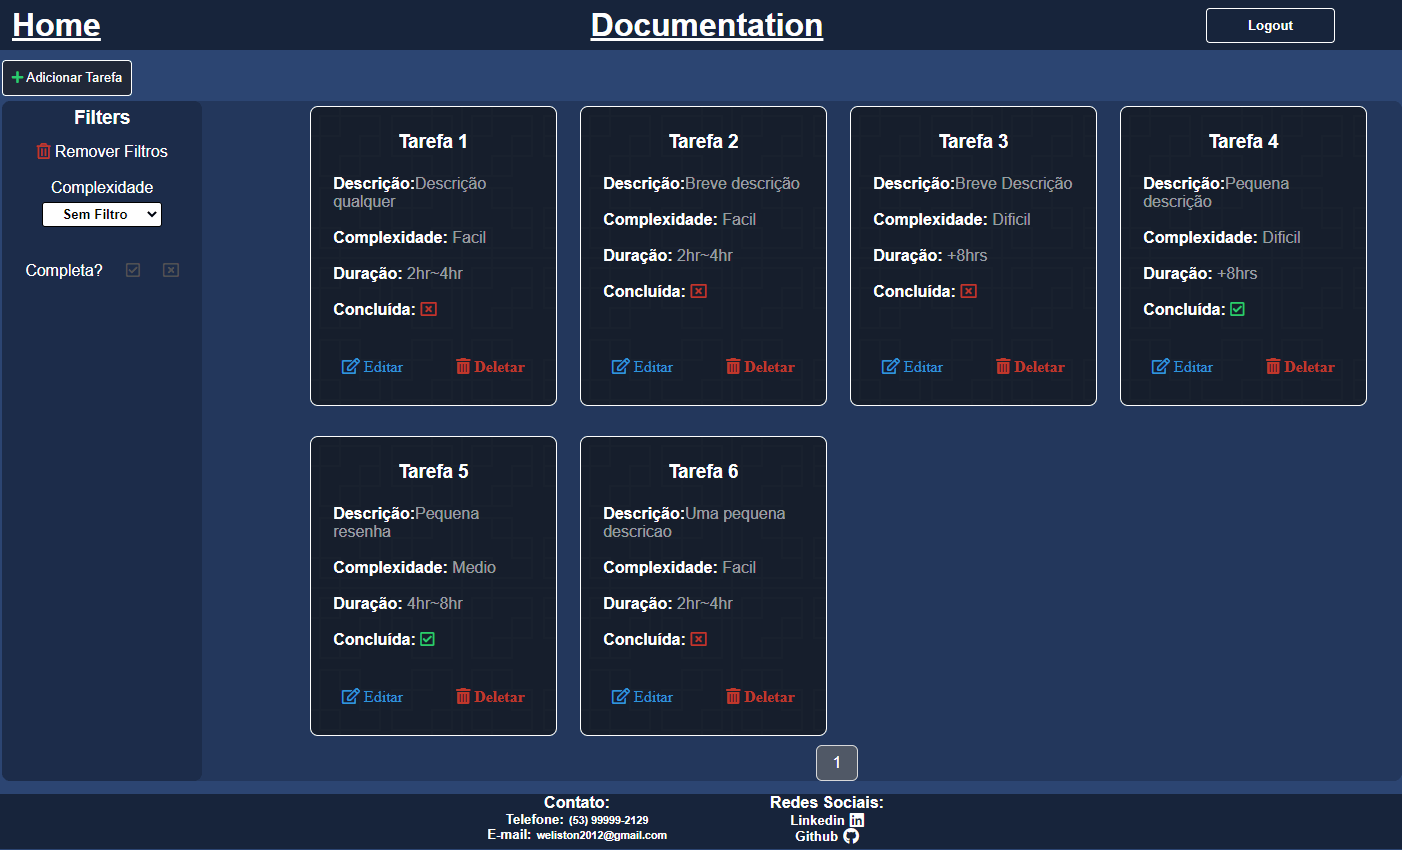 Home
Documentation
Logout
Adicionar Tarefa
Filters
Remover Filtros
Complexidade
Sem Filtro
Completa?
Tarefa 1
Descrição:Descrição
qualquer
Complexidade: Facil
Duração: 2hr~4hr
Concluída:
Editar
Deletar
Tarefa 2
Descrição:Breve descrição
Complexidade: Facil
Duração: 2hr~4hr
Concluída:
Editar
Deletar
Tarefa 3
Descrição:Breve Descrição
Complexidade: Dificil
Duração: +8hrs
Concluída:
Editar
Deletar
Tarefa 4
Descrição:Pequena
descrição
Complexidade: Dificil
Duração: +8hrs
Concluída:
Editar
Deletar
Tarefa 5
Descrição:Pequena
resenha
Complexidade: Medio
Duração: 4hr~8hr
Concluída:
Editar
Deletar
Tarefa 6
Descrição:Uma pequena
descricao
Complexidade: Facil
Duração: 2hr~4hr
Concluída:
Editar
Deletar
1
Contato:
Telefone: (53) 99999-2129
E-mail: weliston2012@gmail.com
Redes Sociais:
Linkedin
Github